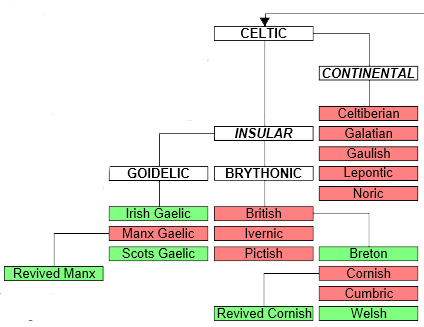 CELTIC
CONTINENTAL
Celtiberian
INSULAR
Galatian
Gaulish
GOIDELIC
BRYTHONIC
Lepontic
Noric
Irish Gaelic
British
Manx Gaelic
Ivernic
Scots Gaelic
Pictish
Breton
Revived Manx
Cornish
Cumbric
Revived Cornish
Welsh